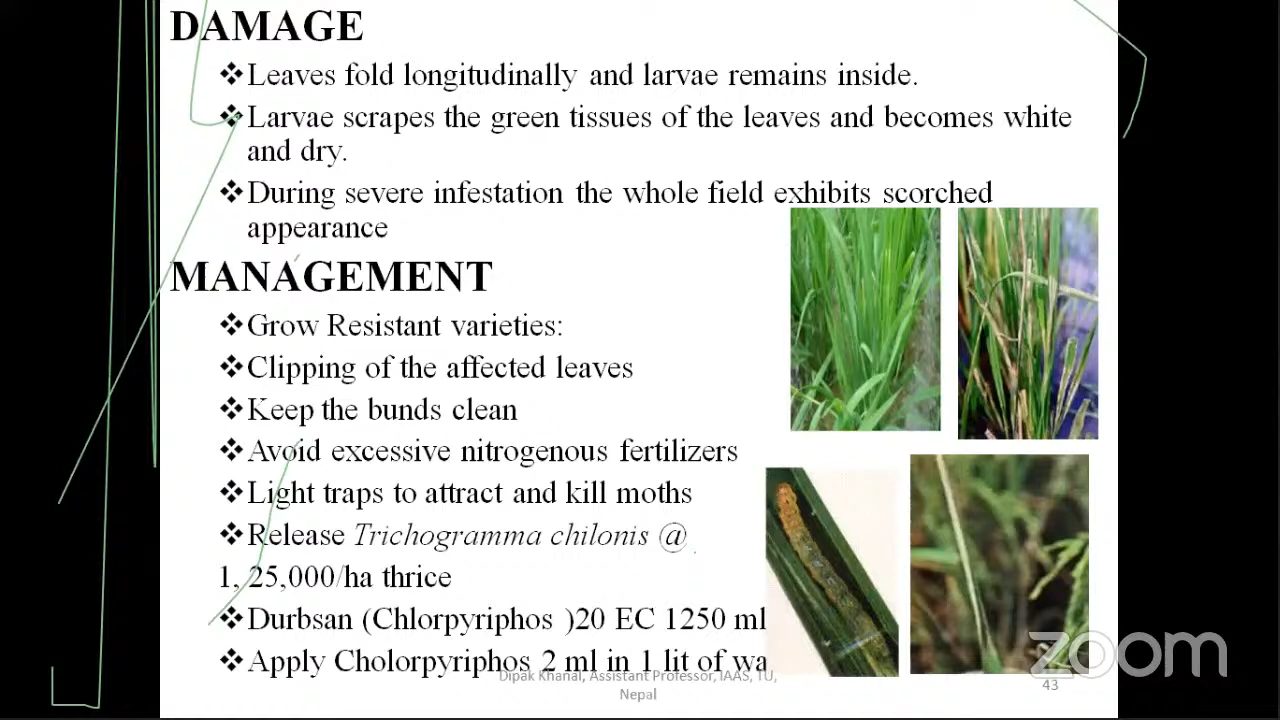 DAMAGE
❖Leaves fold longitudinally and larvae remains inside.
❖Larvae scrapes the green tissues of the leaves and becomes white
and dry.
❖During severe infestation the whole field exhibits scorched
appearance
MANAGEMENT
❖Grow Resistant varieties:
❖Clipping of the affected leaves
❖Keep the bunds clean
❖Avoid excessive nitrogenous fertilizers
❖Light traps to attract and kill moths
❖Release Trichogramma chilonis @
1, 25,000/ha thrice
❖Durbsan (Chlorpyriphos )20 EC 1250 ml
❖Apply Cholorpyriphos 2 ml in 1 lit of wa
Dipak Khanal, Assistant Professor, IAAS, TU,
Nepal
43
zoom